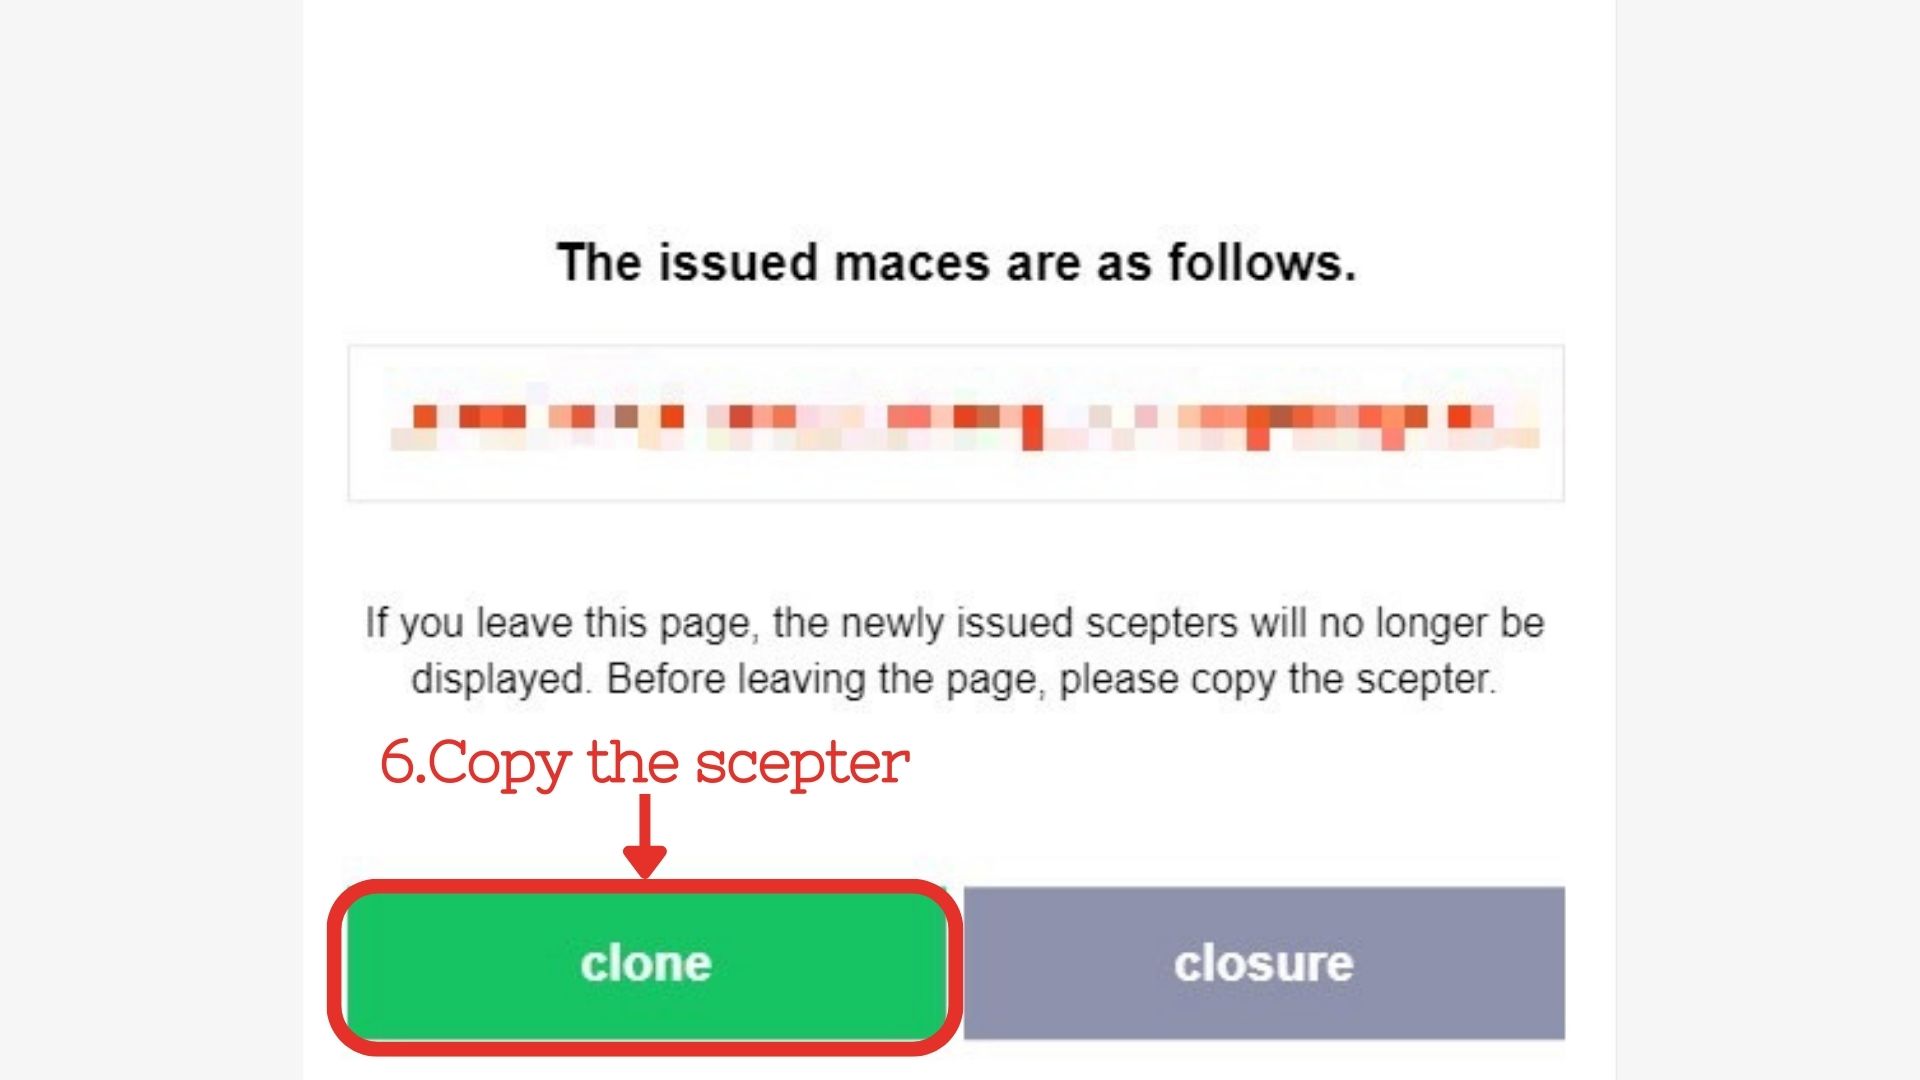 The issued maces are as follows.
If you leave this page, the newly issued scepters will no longer be
displayed. Before leaving the page, please copy the scepter.
6.Copy the scepter
clone
closure